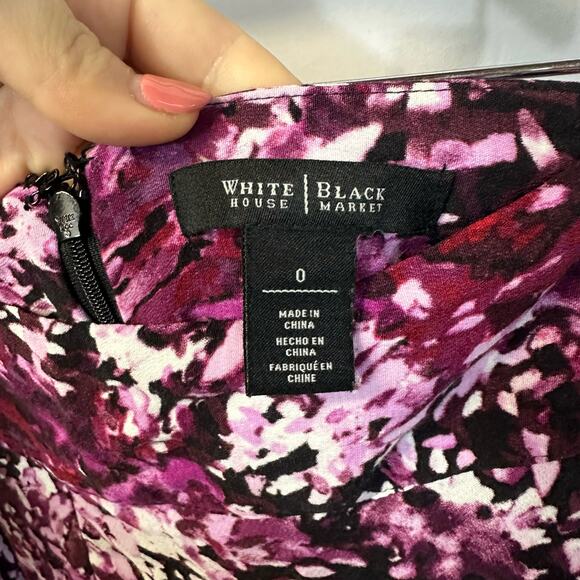 WHITE | BLACK
HOUSE | MARKET
0
MADE IN
CHINA
HECHO EN
CHINA
FABRIQUÉ EN
CHINE